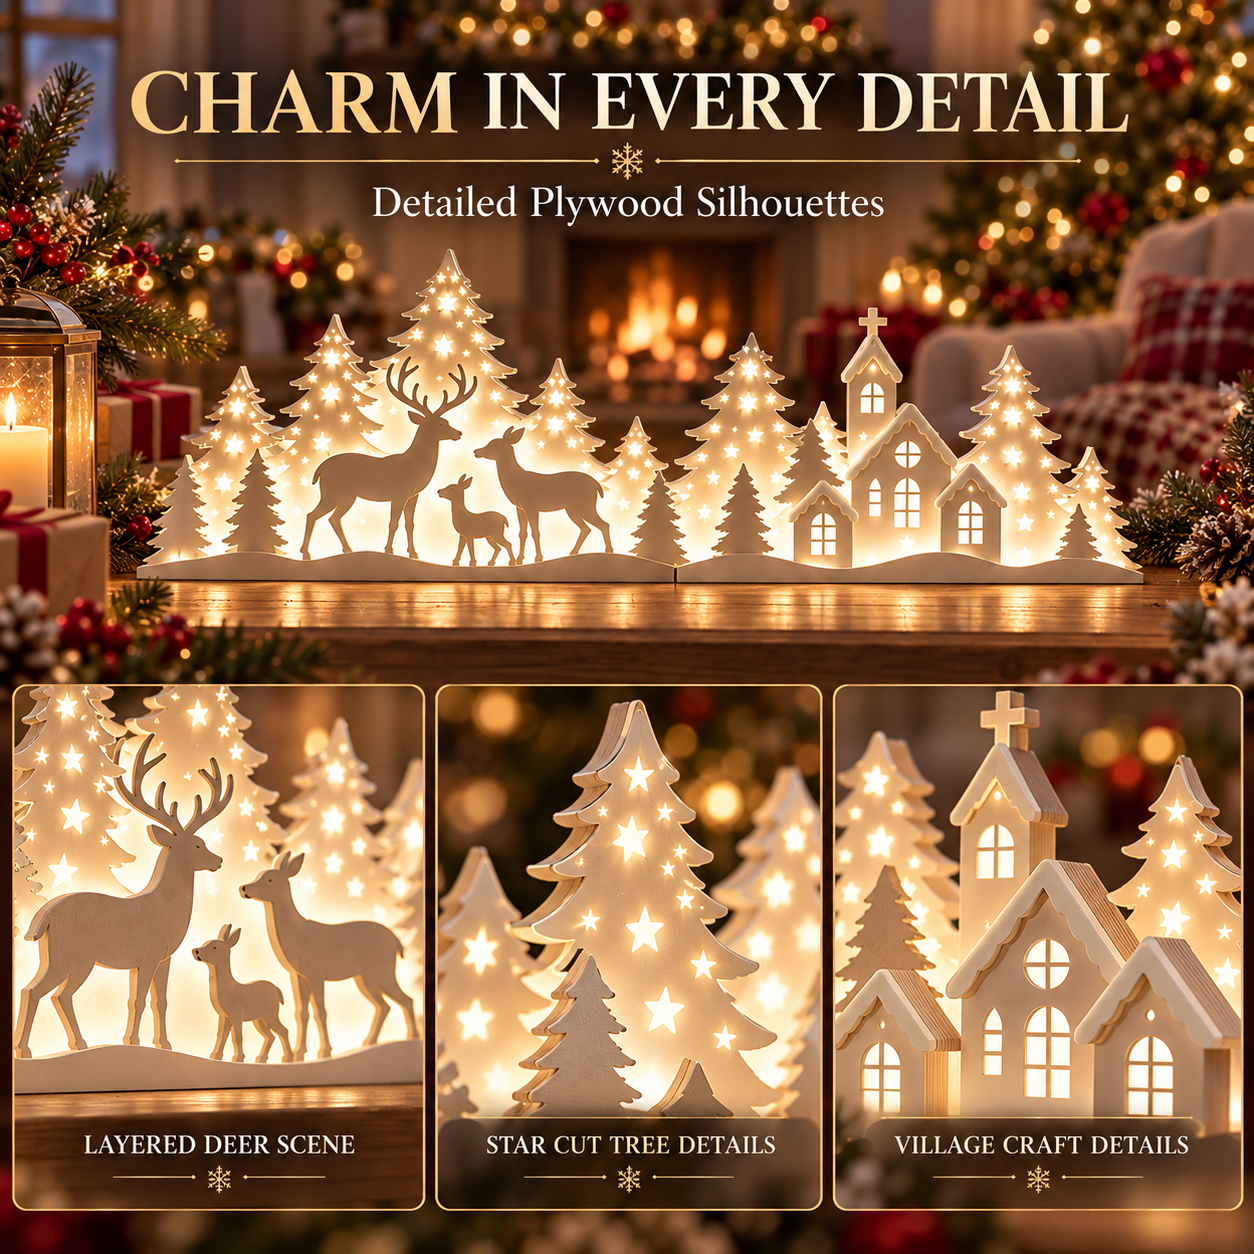 CHARM IN EVERY DETAIL
Detailed Plywood Silhouettes
LAYERED DEER SCENE
STAR CUT TREE DETAILS
VILLAGE CRAFT DETAILS